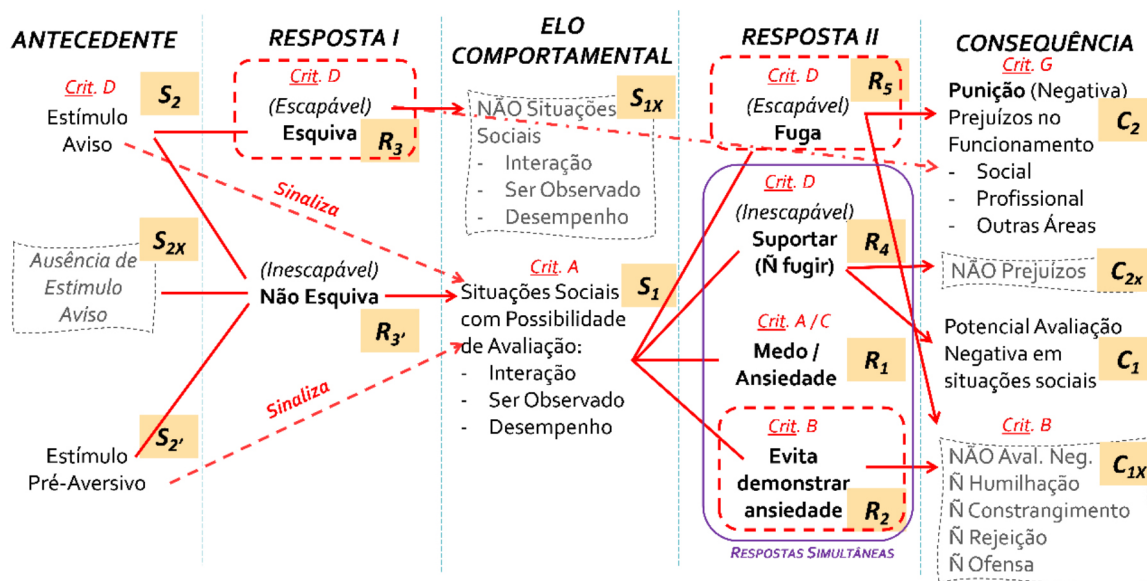 ANTECEDENTE
Crit. D
S2
Estímulo
Aviso
S2X
Ausência de
Estimulo
Aviso
S2'
Estímulo
Pré-Aversivo
RESPOSTA I
Crit. D
(Escapável)
Esquiva
R3
Sinaliza
(Inescapável)
Não Esquiva
R3'
Sinaliza
ELO
COMPORTAMENTAL
S1X
NÃO Situações
Sociais
- Interação
- Ser Observado
- Desempenho
Crit. A
S1
Situações Sociais
com Possibilidade
de Avaliação:
- Interação
- Ser Observado
- Desempenho
RESPOSTA II
Crit. D
R5
(Escapável)
Fuga
Crit. D
(Inescapável)
Suportar
(Ñ fugir)
R4
Crit. A / C
Medo /
Ansiedade
R1
Crit. B
Evita
demonstrar
ansiedade
R2
RESPOSTAS SIMULTÂNEAS
CONSEQUÊNCIA
Crit. G
Punição (Negativa)
C2
Prejuízos no
Funcionamento
- Social
- Profissional
- Outras Áreas
NÃO Prejuízos
C2x
Potencial Avaliação
Negativa em
situações sociais
C1
Crit. B
NÃO Aval. Neg.
C1X
Ñ Humilhação
Ñ Constrangimento
Ñ Rejeição
Ñ Ofensa